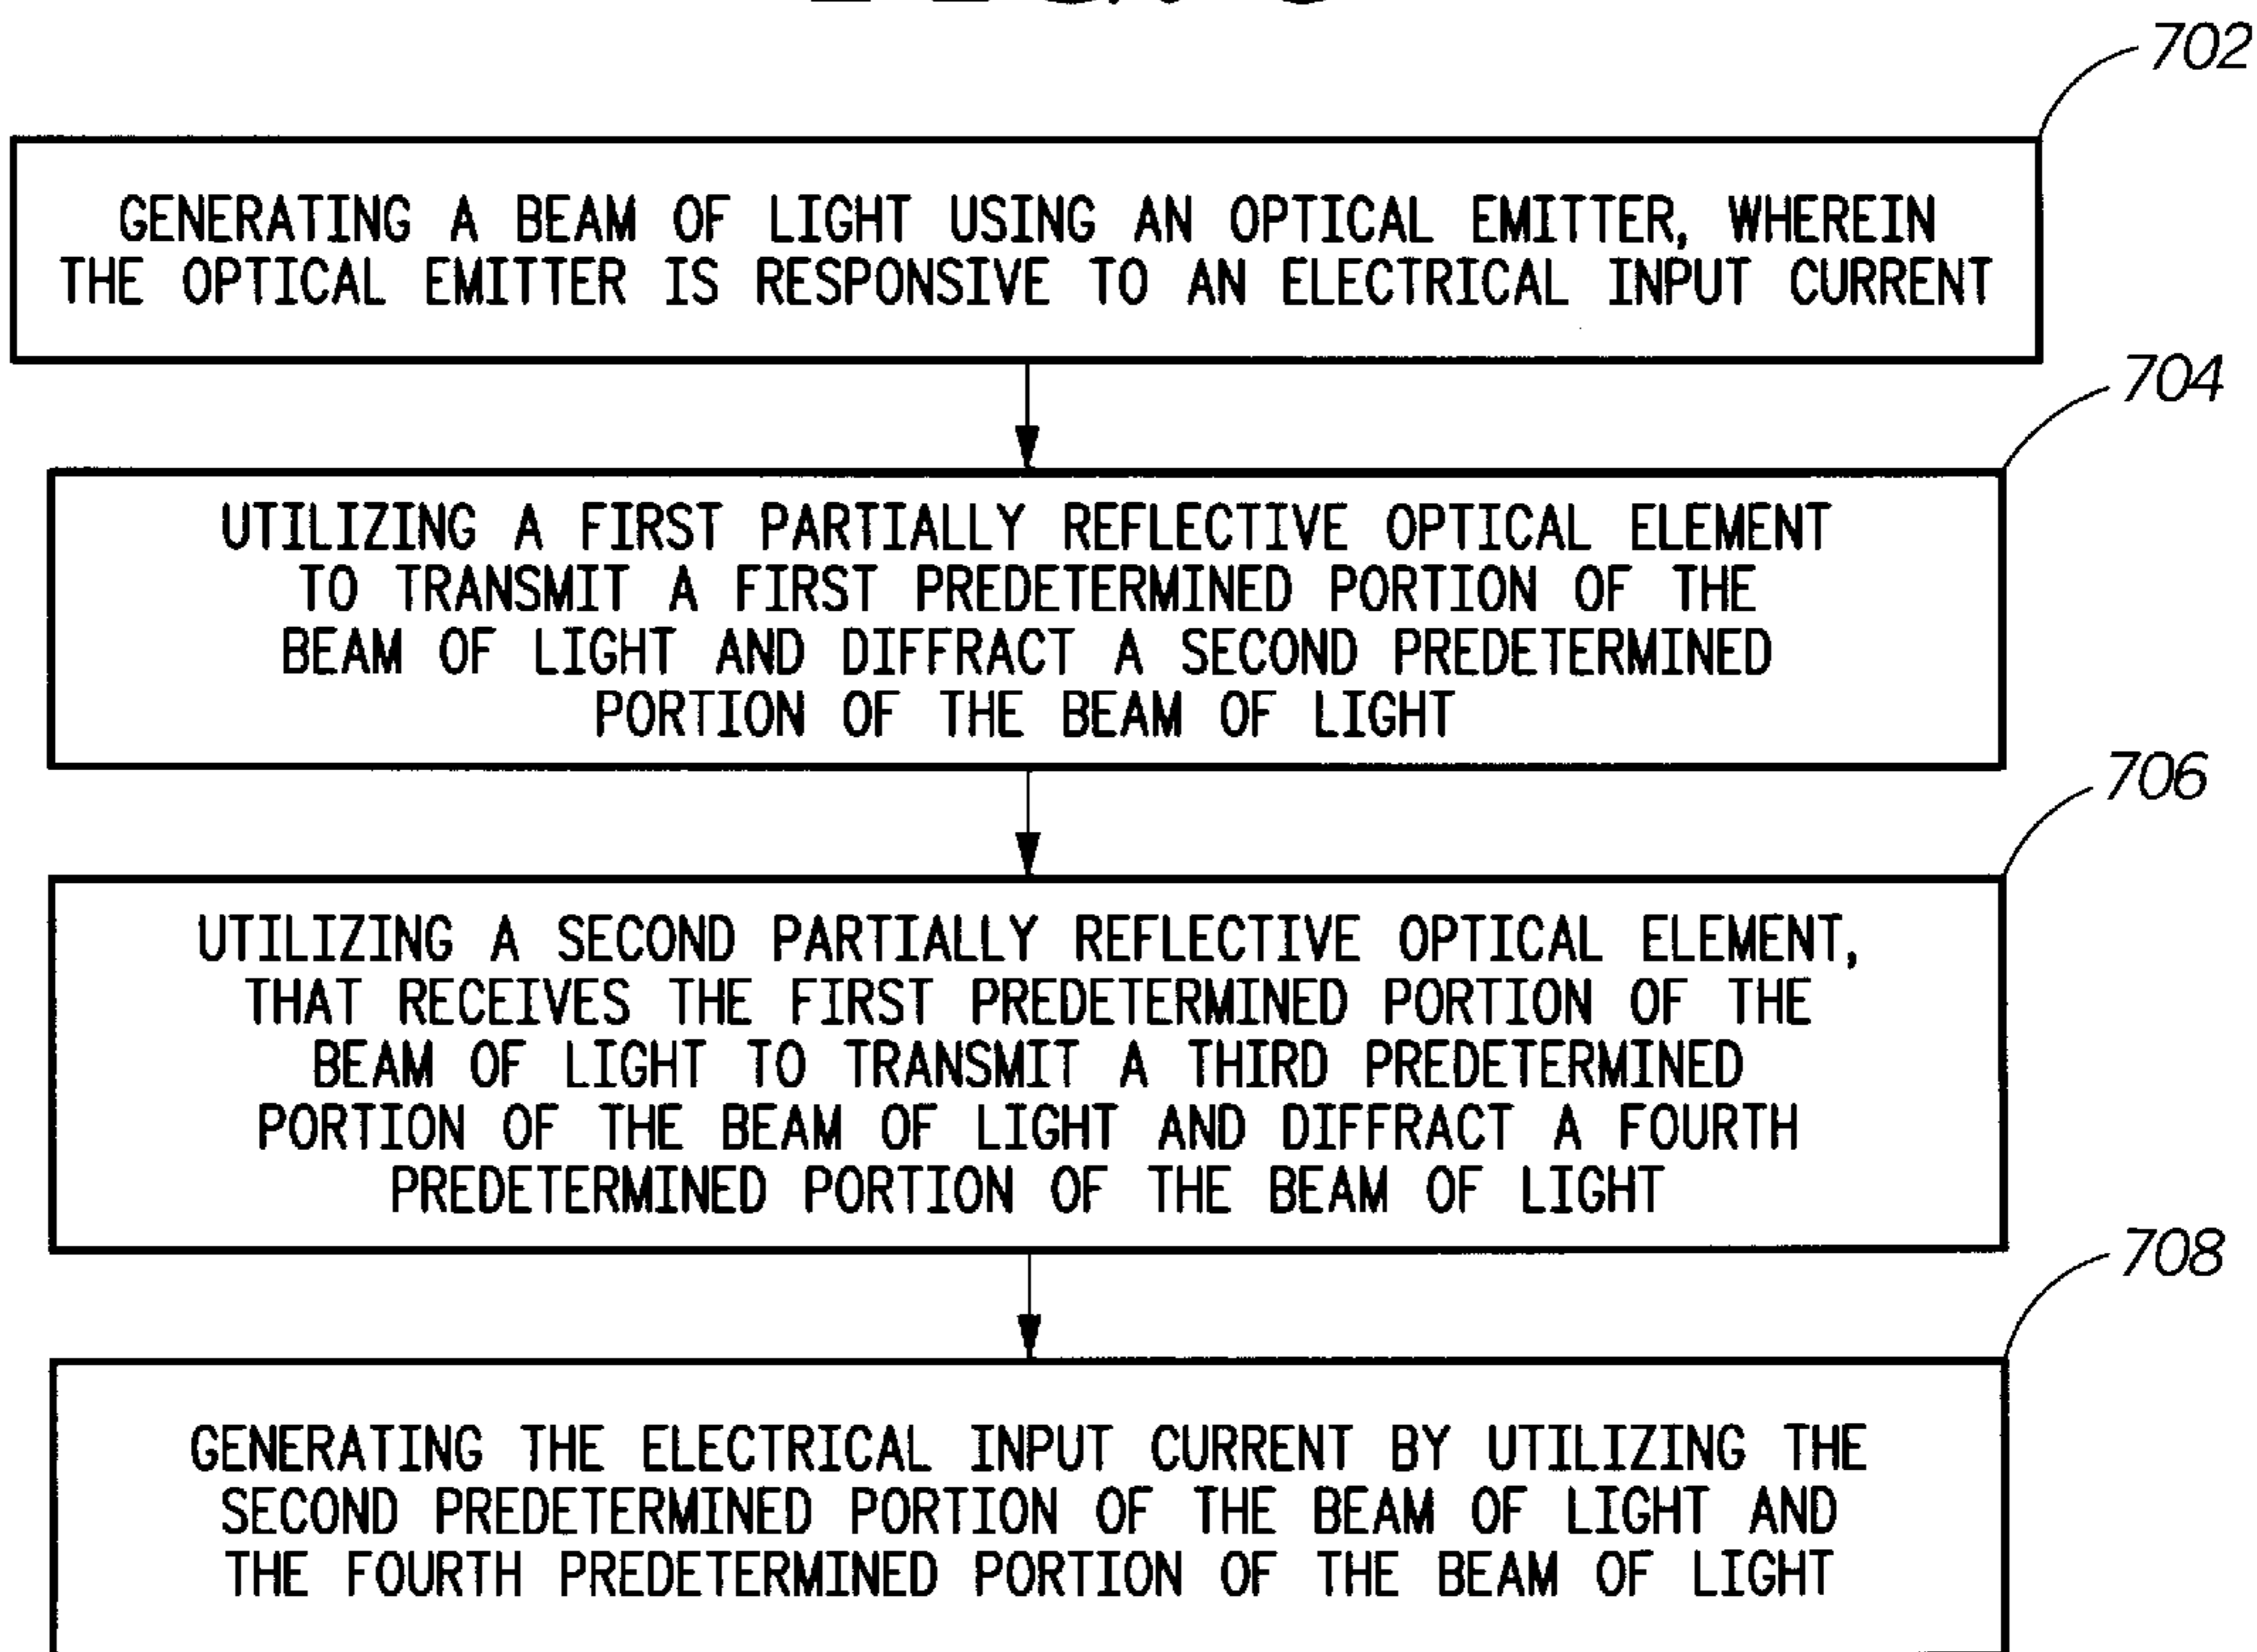 702
GENERATING A BEAM OF LIGHT USING AN OPTICAL EMITTER, WHEREIN
THE OPTICAL EMITTER IS RESPONSIVE TO AN ELECTRICAL INPUT CURRENT
704
UTILIZING A FIRST PARTIALLY REFLECTIVE OPTICAL ELEMENT
TO TRANSMIT A FIRST PREDETERMINED PORTION OF THE
BEAM OF LIGHT AND DIFFRACT A SECOND PREDETERMINED
PORTION OF THE BEAM OF LIGHT
706
UTILIZING A SECOND PARTIALLY REFLECTIVE OPTICAL ELEMENT,
THAT RECEIVES THE FIRST PREDETERMINED PORTION OF THE
BEAM OF LIGHT TO TRANSMIT A THIRD PREDETERMINED
PORTION OF THE BEAM OF LIGHT AND DIFFRACT A FOURTH
PREDETERMINED PORTION OF THE BEAM OF LIGHT
708
GENERATING THE ELECTRICAL INPUT CURRENT BY UTILIZING THE
SECOND PREDETERMINED PORTION OF THE BEAM OF LIGHT AND
THE FOURTH PREDETERMINED PORTION OF THE BEAM OF LIGHT